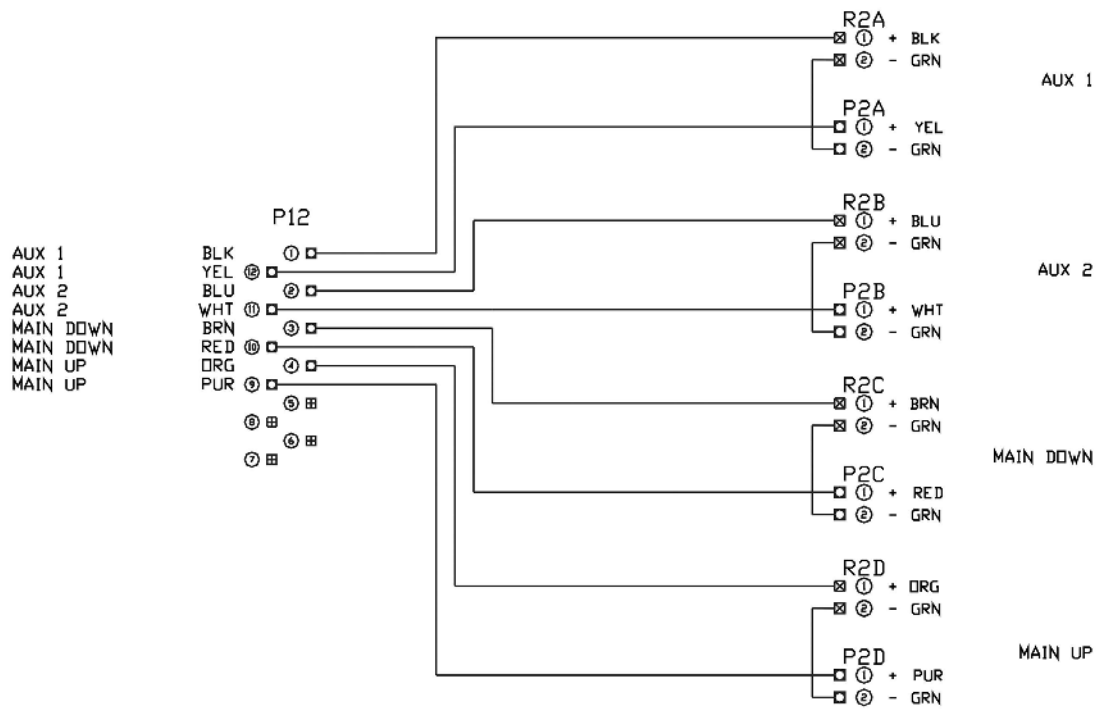 R2A
① + BLK
② - GRN
AUX 1
P2A
① + YEL
② - GRN
R2B
① + BLU
② - GRN
AUX 2
P2B
① + WHT
② - GRN
R2C
① + BRN
② - GRN
MAIN DOWN
P2C
① + RED
② - GRN
R2D
① + ORG
② - GRN
MAIN UP
P2D
① + PUR
② - GRN
P12
AUX 1 BLK ①
AUX 1 YEL ⑫
AUX 2 BLU ②
AUX 2 WHT ⑪
MAIN DOWN BRN ③
MAIN DOWN RED ⑩
MAIN UP ORG ④
MAIN UP PUR ⑨
⑤
⑧
⑥
⑦